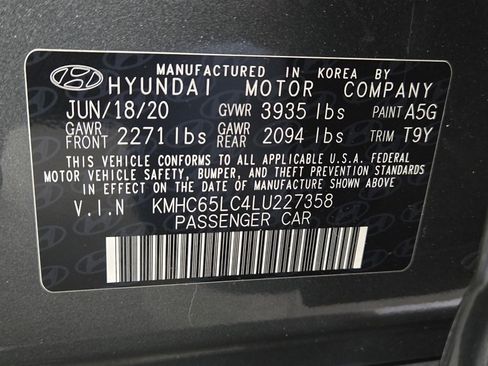 MANUFACTURED IN KOREA BY
HYUNDAI MOTOR COMPANY
JUN/18/20 GVWR 3935 lbs PAINT A5G
GAWR FRONT 2271 lbs GAWR REAR 2094 lbs TRIM T9Y
THIS VEHICLE CONFORMS TO ALL APPLICABLE U.S.A. FEDERAL
MOTOR VEHICLE SAFETY, BUMPER, AND THEFT PREVENTION STANDARDS
IN EFFECT ON THE DATE OF MANUFACTURE SHOWN ABOVE.
V.I.N KMHC65LC4LU227358
PASSENGER CAR